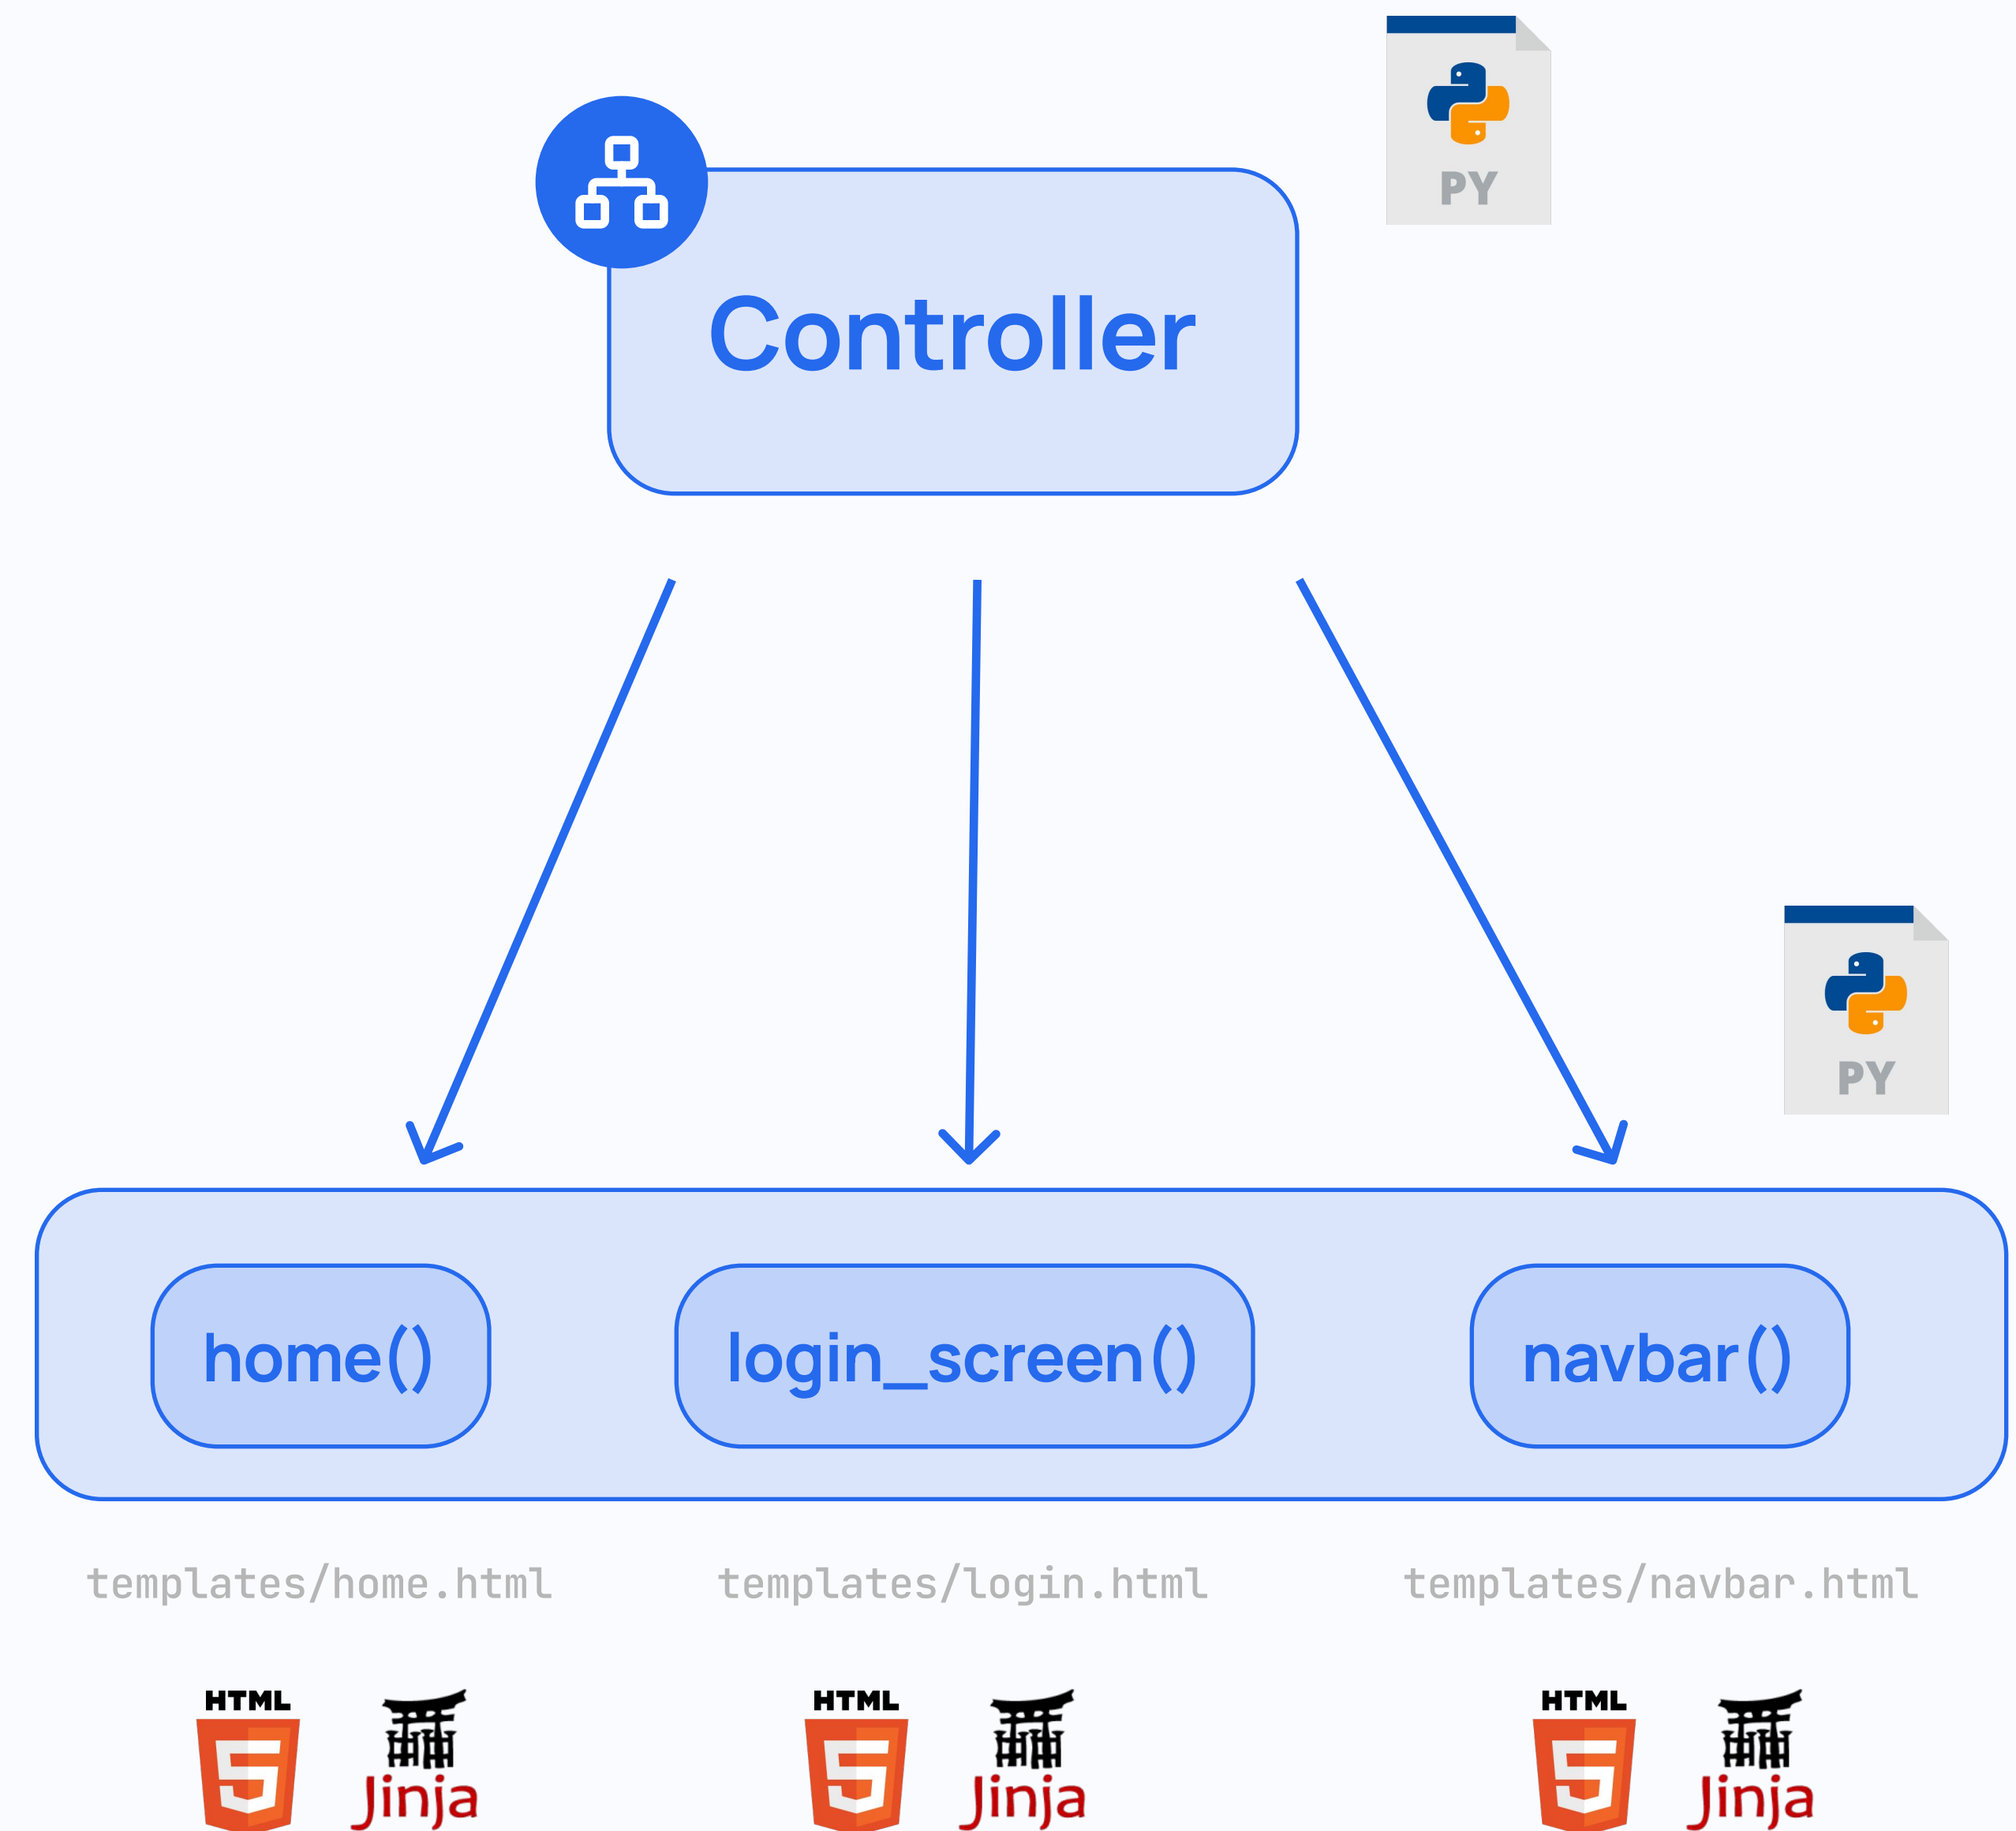 PY
Controller
PY
home()
login_screen()
navbar()
templates/home.html
templates/login.html
templates/navbar.html
HTML
Jinja
HTML
Jinja
HTML
Jinja